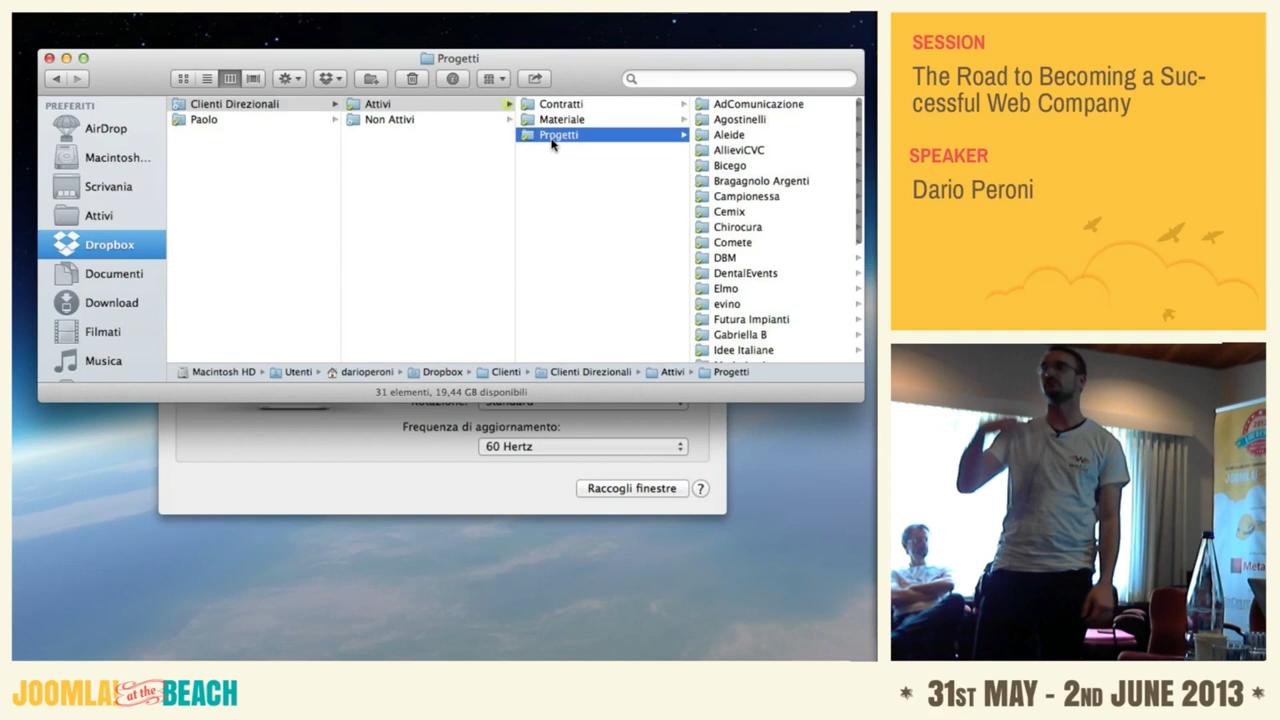 Progetti
PREFERITI
AirDrop
Macintosh...
Scrivania
Attivi
Dropbox
Documenti
Download
Filmati
Musica
Clienti Direzionali
Paolo
Attivi
Non Attivi
Contratti
Materiale
Progetti
AdComunicazione
Agostinelli
Aleide
AllieviCVC
Bicego
Bragagnolo Argenti
Campionessa
Cemix
Chirocura
Comete
DBM
DentalEvents
Elmo
evino
Futura Impianti
Gabriella B
Idee Italiane
Macintosh HD ▸ Utenti ▸ darioperoni ▸ Dropbox ▸ Clienti ▸ Clienti Direzionali ▸ Attivi ▸ Progetti
31 elementi, 19,44 GB disponibili
Frequenza di aggiornamento:
60 Hertz
Raccogli finestre
?
SESSION
The Road to Becoming a Suc-
cessful Web Company
SPEAKER
Dario Peroni
JOOMLA! at the BEACH
* 31ST MAY - 2ND JUNE 2013 *